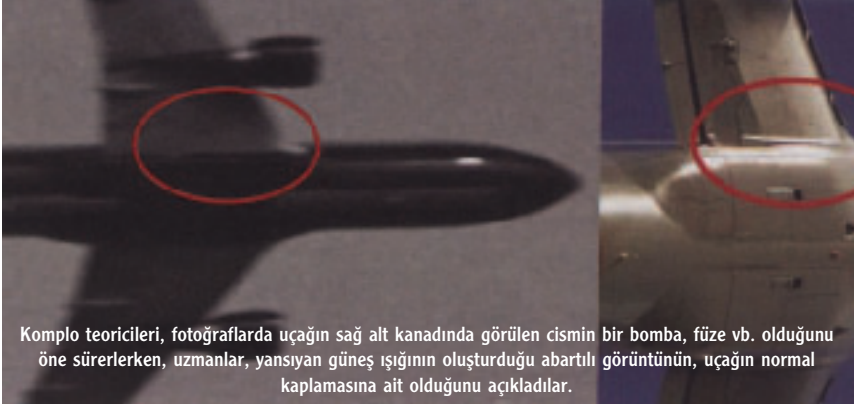 Komplo teoricileri, fotoğraflarda uçağın sağ alt kanadında görülen cismin bir bomba, füze vb. olduğunu
öne sürerlerken, uzmanlar, yansıyan güneş ışığının oluşturduğu abartılı görüntünün, uçağın normal
kaplamasına ait olduğunu açıkladılar.